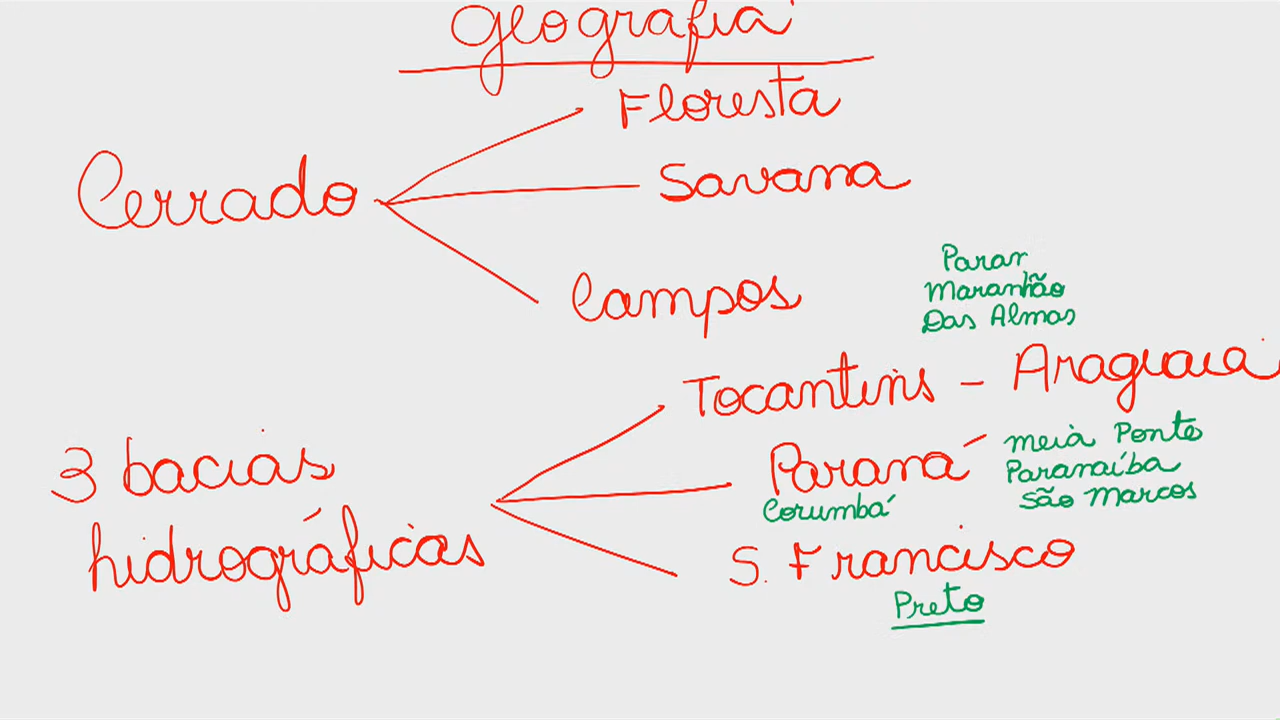 Geografia
Floresta
Cerrado
Savana
Campos
Paran
Maranhão
Das Almas
Tocantins - Araguaia
3 bacias
hidrográficas
Paraná
Corumbá
Meia Ponte
Paranaíba
São Marcos
S. Francisco
Preto